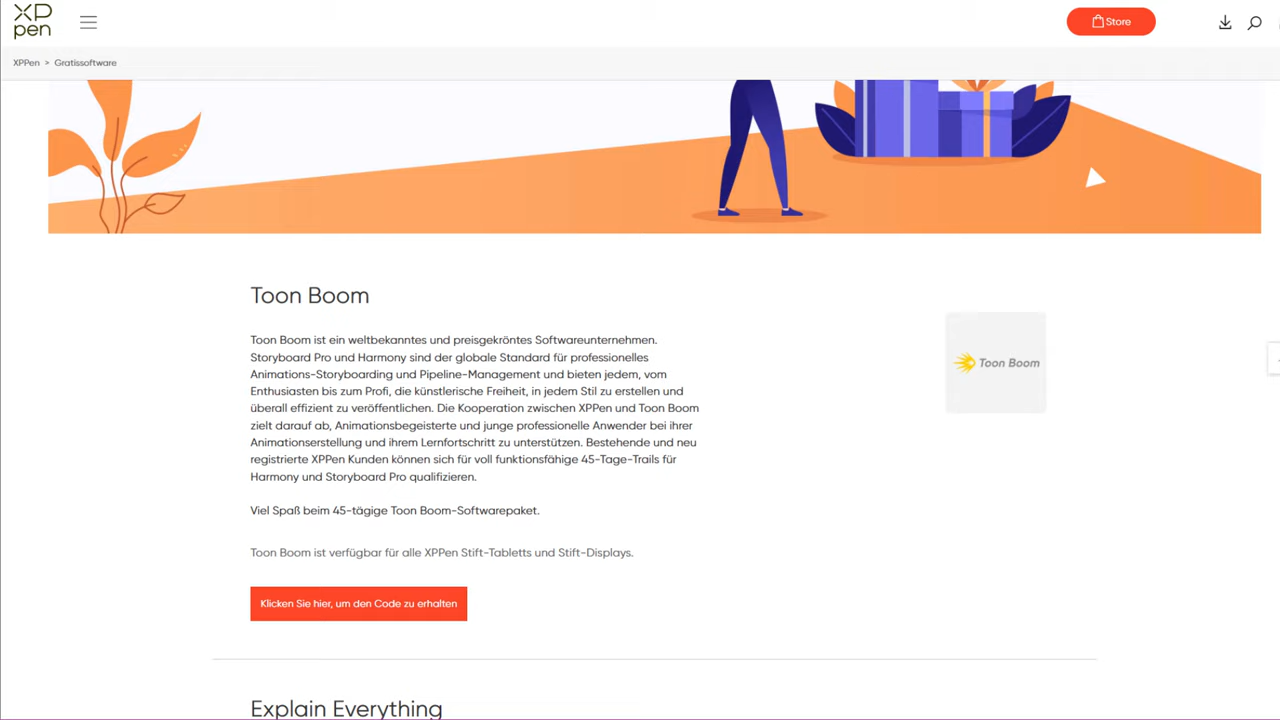 XP
pen
Store
XPPen > Gratissoftware
Toon Boom
Toon Boom ist ein weltbekanntes und preisgekröntes Softwareunternehmen.
Storyboard Pro und Harmony sind der globale Standard für professionelles
Animations-Storyboarding und Pipeline-Management und bieten jedem, vom
Enthusiasten bis zum Profi, die künstlerische Freiheit, in jedem Stil zu erstellen und
überall effizient zu veröffentlichen. Die Kooperation zwischen XPPen und Toon Boom
zielt darauf ab, Animationsbegeisterte und junge professionelle Anwender bei ihrer
Animationserstellung und ihrem Lernfortschritt zu unterstützen. Bestehende und neu
registrierte XPPen Kunden können sich für voll funktionsfähige 45-Tage-Trails für
Harmony und Storyboard Pro qualifizieren.
Toon Boom
Viel Spaß beim 45-tägige Toon Boom-Softwarepaket.
Toon Boom ist verfügbar für alle XPPen Stift-Tabletts und Stift-Displays.
Klicken Sie hier, um den Code zu erhalten
Explain Everything